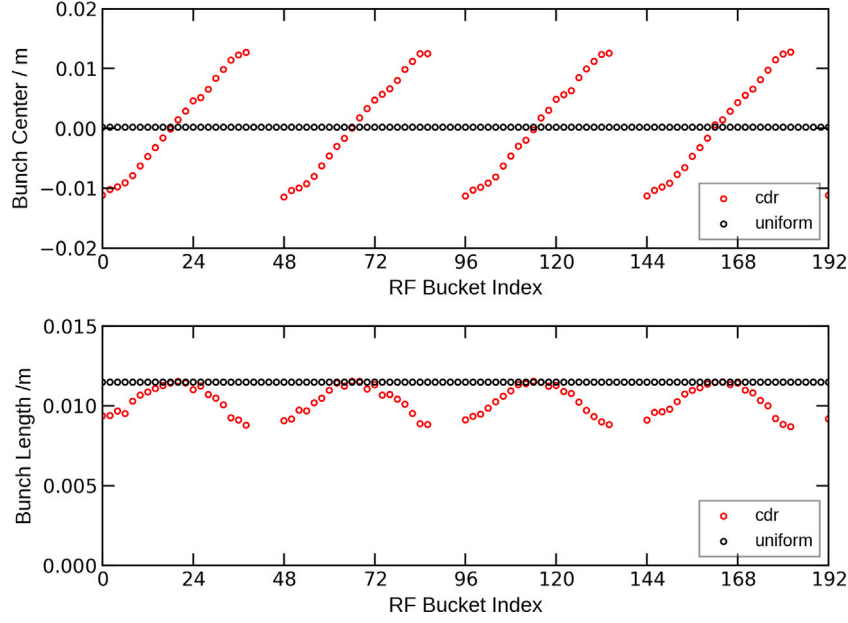 0.02
0.01
0.00
−0.01
−0.02
Bunch Center / m
cdr
uniform
0 24 48 72 96 120 144 168 192
RF Bucket Index
0.015
0.010
0.005
0.000
Bunch Length /m
cdr
uniform
0 24 48 72 96 120 144 168 192
RF Bucket Index